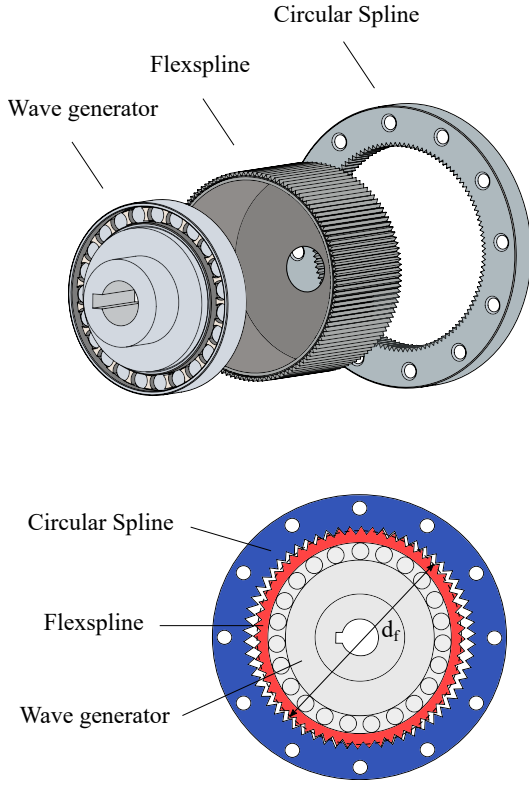 Circular Spline
Flexspline
Wave generator
Circular Spline
Flexspline
d_f
Wave generator